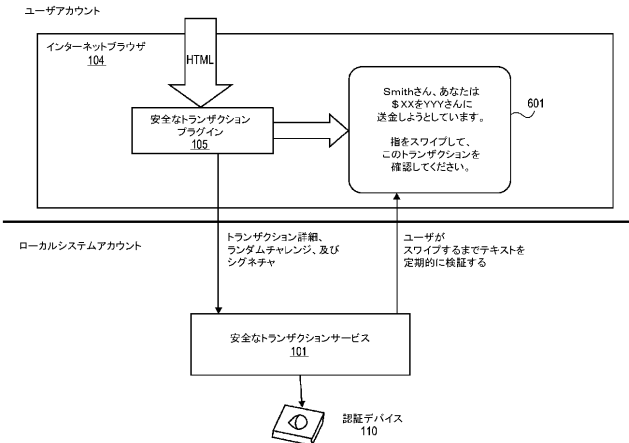 ユーザアカウント
インターネットブラウザ
104
HTML
安全なトランザクション
プラグイン
105
Smithさん、あなたは
$XXをYYYさんに
送金しようとしています。
指をスワイプして、
このトランザクションを
確認してください。
601
ローカルシステムアカウント
トランザクション詳細、
ランダムチャレンジ、及び
シグネチャ
ユーザが
スワイプするまでテキストを
定期的に検証する
安全なトランザクションサービス
101
認証デバイス
110